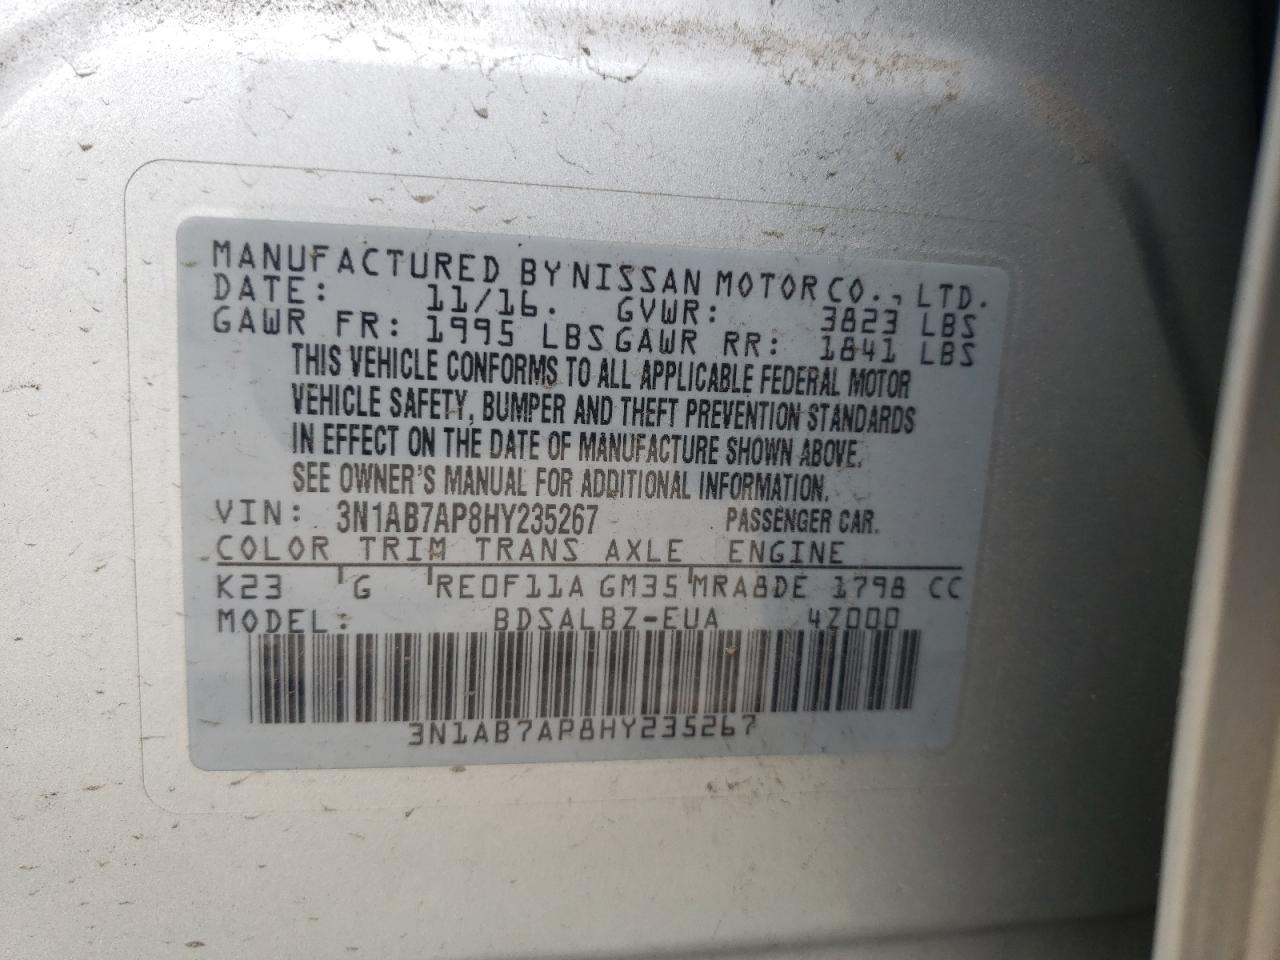 MANUFACTURED BY NISSAN MOTOR CO., LTD.
DATE: 11/16. GVWR: 3823 LBS
GAWR FR: 1995 LBS GAWR RR: 1841 LBS
THIS VEHICLE CONFORMS TO ALL APPLICABLE FEDERAL MOTOR
VEHICLE SAFETY, BUMPER AND THEFT PREVENTION STANDARDS
IN EFFECT ON THE DATE OF MANUFACTURE SHOWN ABOVE.
SEE OWNER'S MANUAL FOR ADDITIONAL INFORMATION.
VIN: 3N1AB7AP8HY235267 PASSENGER CAR.
COLOR TRIM TRANS AXLE ENGINE
K23 G RE0F11A GM35 MRA8DE 1798 CC
MODEL: BDSALBZ-EUA 4Z000
3N1AB7AP8HY235267